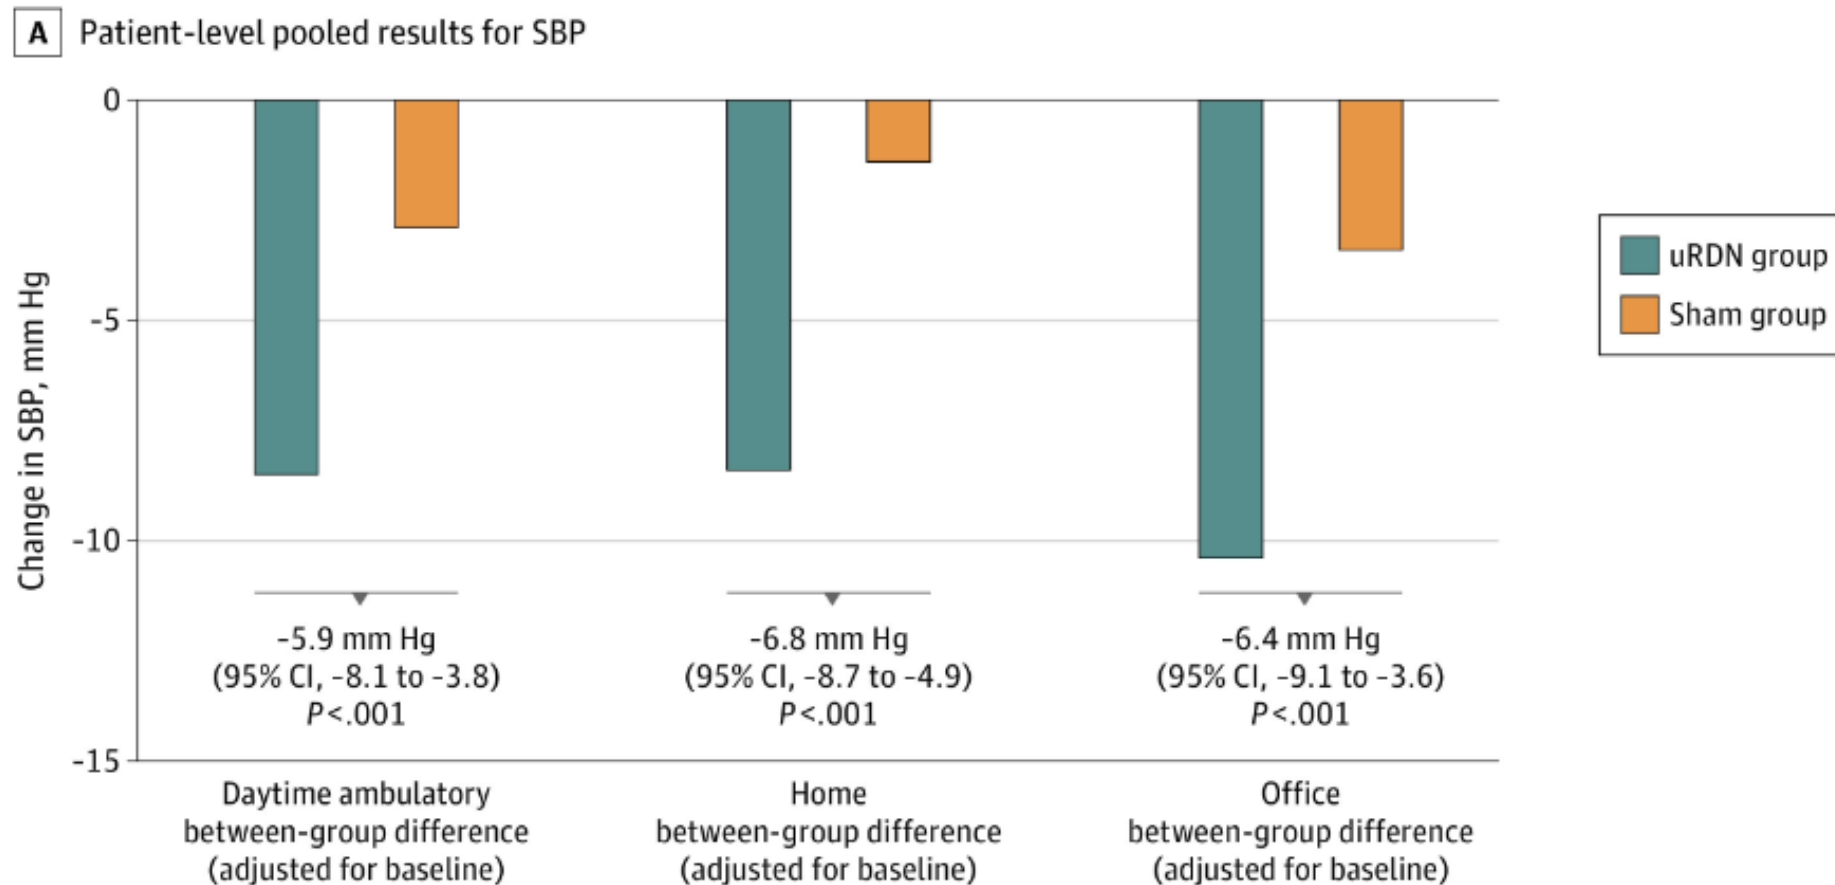 A Patient-level pooled results for SBP
Change in SBP, mm Hg
0
-5
-10
-15
uRDN group
Sham group
-5.9 mm Hg
(95% CI, -8.1 to -3.8)
P<.001
-6.8 mm Hg
(95% CI, -8.7 to -4.9)
P<.001
-6.4 mm Hg
(95% CI, -9.1 to -3.6)
P<.001
Daytime ambulatory
between-group difference
(adjusted for baseline)
Home
between-group difference
(adjusted for baseline)
Office
between-group difference
(adjusted for baseline)